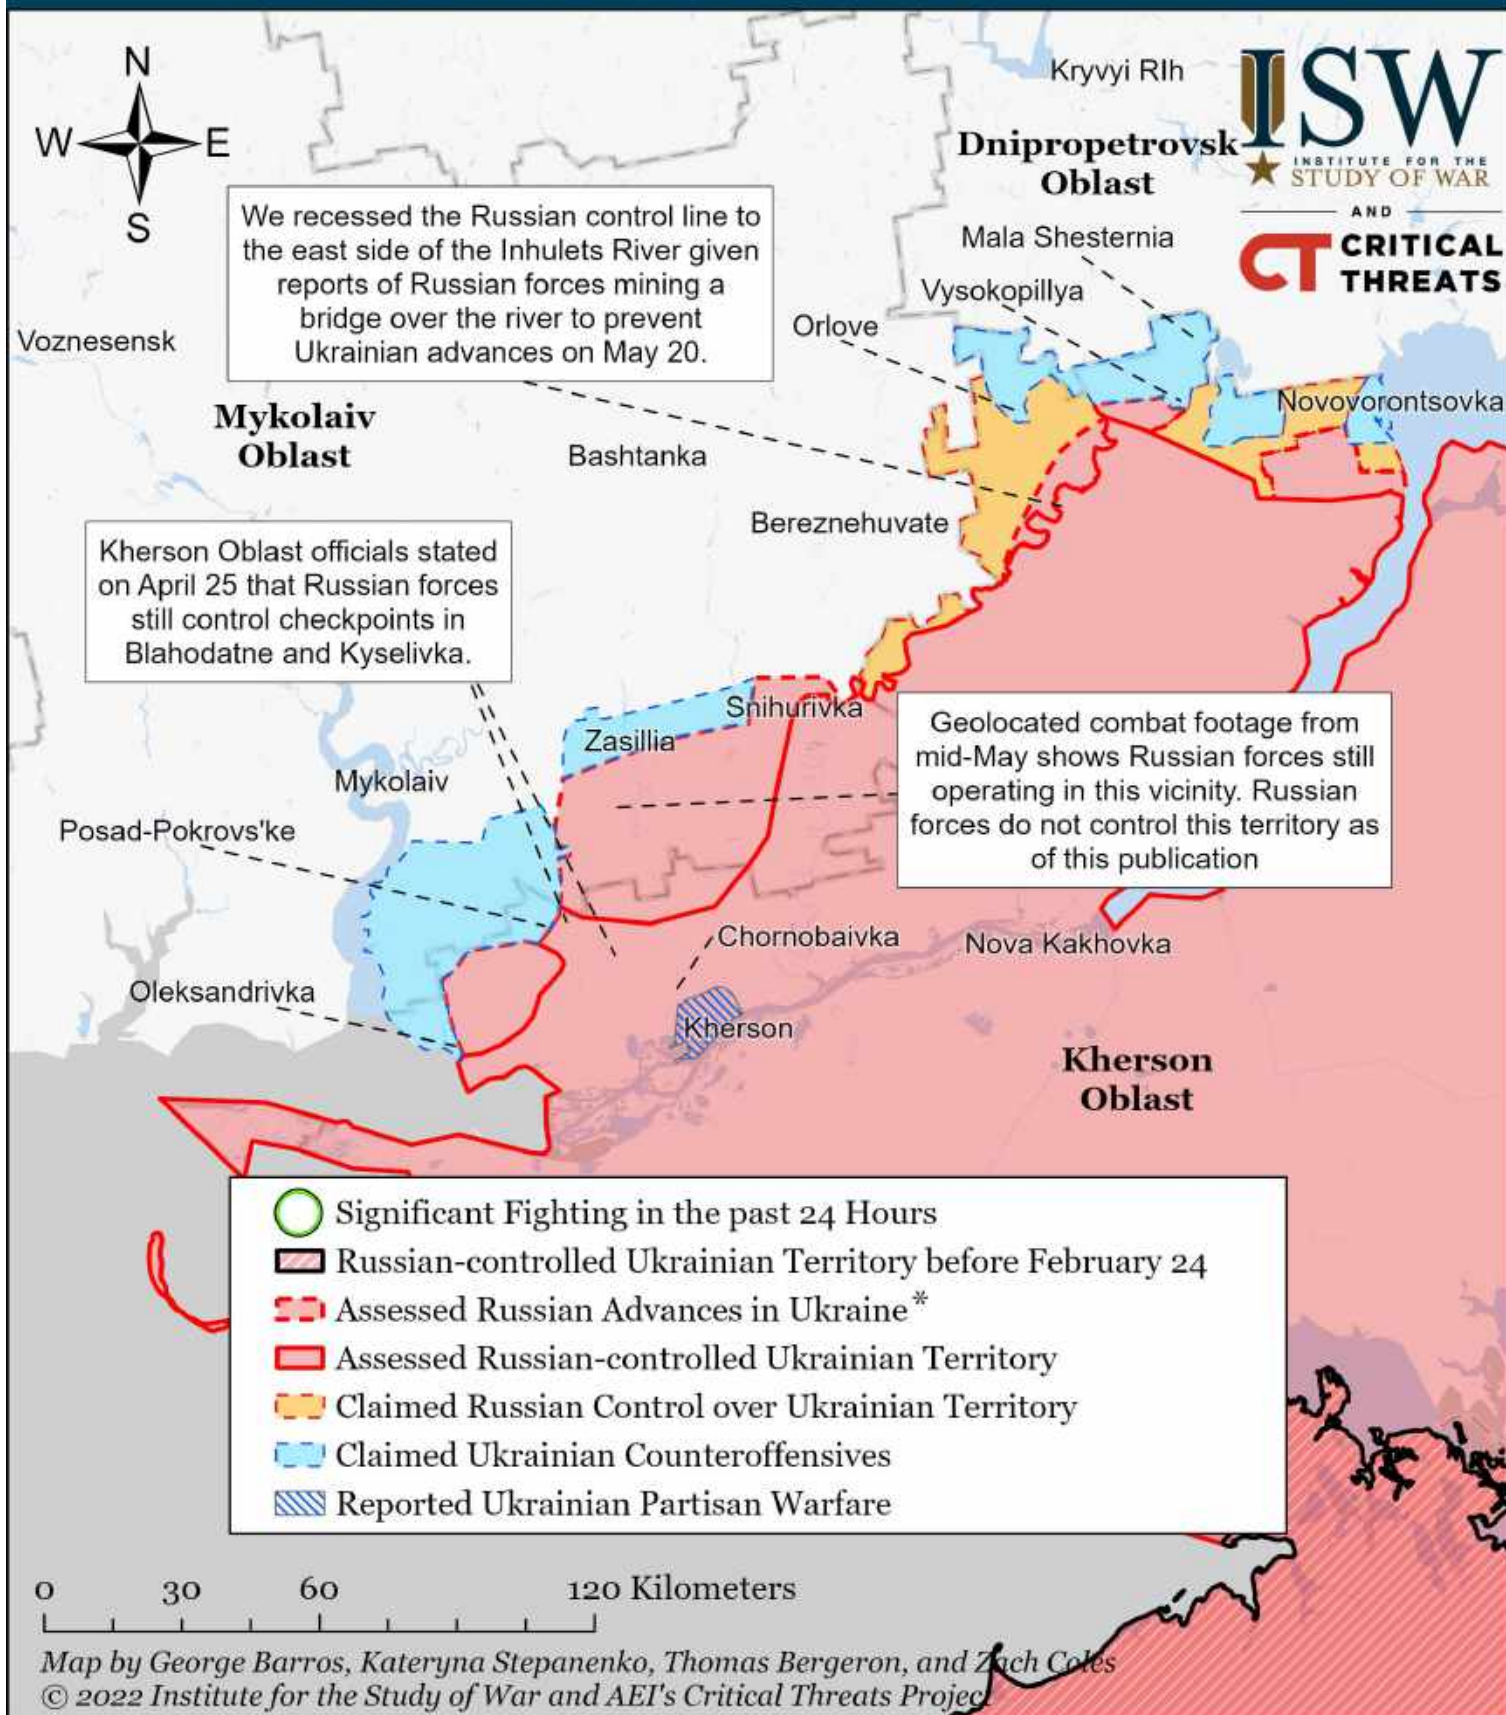 N
W
E
S
Kryvyi RIh
Dnipropetrovsk
Oblast
ISW
INSTITUTE FOR THE
STUDY OF WAR
AND
CT CRITICAL
THREATS
We recessed the Russian control line to
the east side of the Inhulets River given
reports of Russian forces mining a
bridge over the river to prevent
Ukrainian advances on May 20.
Mala Shesternia
Vysokopillya
Orlove
Voznesensk
Novovorontsovka
Mykolaiv
Oblast
Bashtanka
Bereznehuvate
Kherson Oblast officials stated
on April 25 that Russian forces
still control checkpoints in
Blahodatne and Kyselivka.
Snihurivka
Zasillia
Geolocated combat footage from
mid-May shows Russian forces still
operating in this vicinity. Russian
forces do not control this territory as
of this publication
Mykolaiv
Posad-Pokrovs'ke
Chornobaivka
Nova Kakhovka
Oleksandrivka
Kherson
Kherson
Oblast
Significant Fighting in the past 24 Hours
Russian-controlled Ukrainian Territory before February 24
Assessed Russian Advances in Ukraine*
Assessed Russian-controlled Ukrainian Territory
Claimed Russian Control over Ukrainian Territory
Claimed Ukrainian Counteroffensives
Reported Ukrainian Partisan Warfare
0 30 60 120 Kilometers
Map by George Barros, Kateryna Stepanenko, Thomas Bergeron, and Zach Coles
© 2022 Institute for the Study of War and AEI's Critical Threats Project